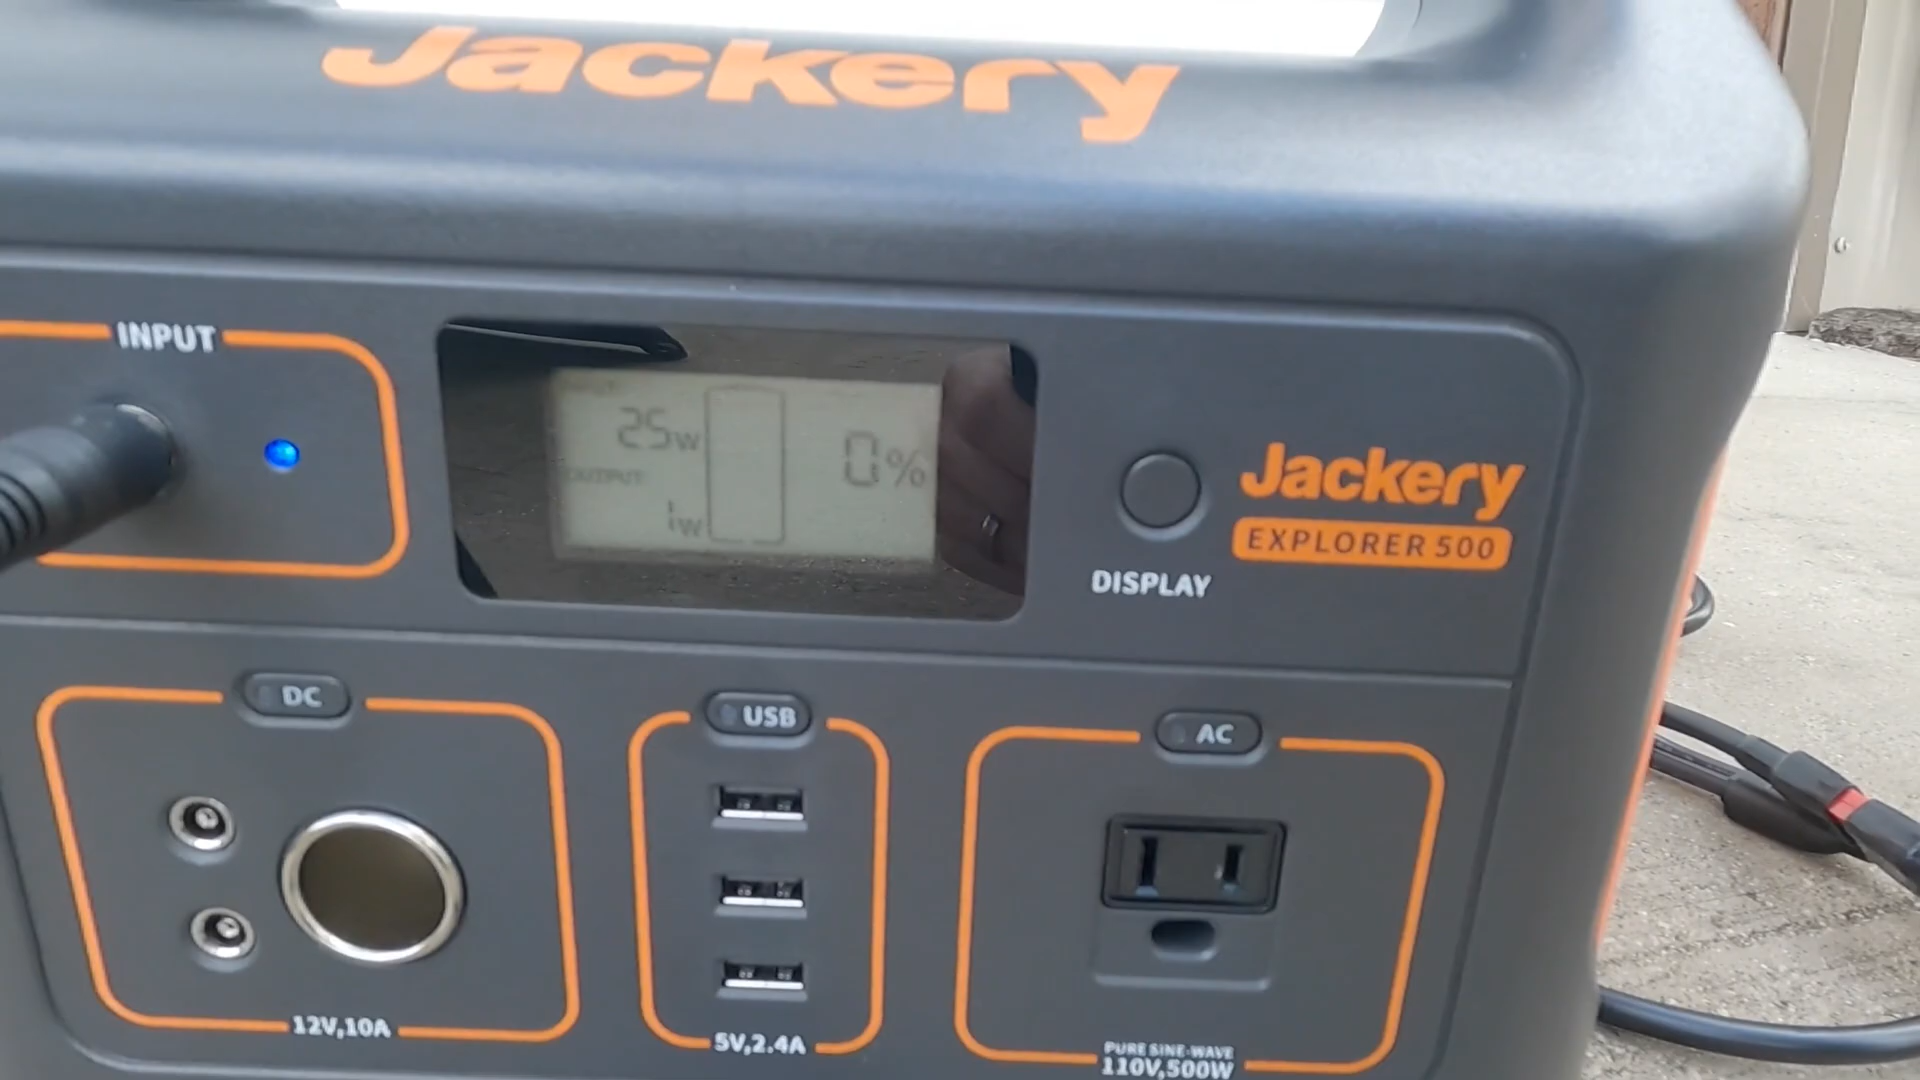 Jackery
INPUT
25W
OUTPUT
1W
0%
DISPLAY
Jackery
EXPLORER 500
DC
USB
AC
12V,10A
5V,2.4A
PURE SINE-WAVE
110V,500W